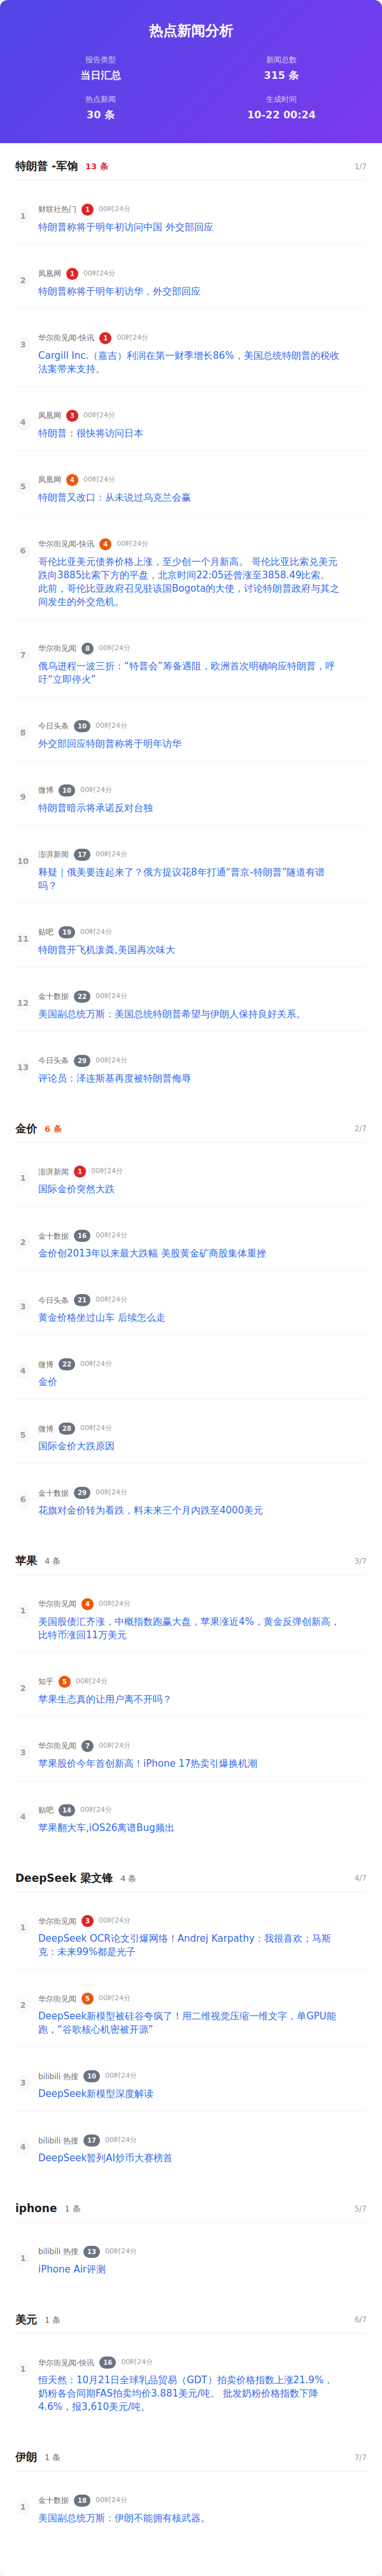 热点新闻分析
报告类型
当日汇总
新闻总数
315 条
热点新闻
30 条
生成时间
10-22 00:24
特朗普 -军饷 13 条 1/7
1
财联社热门 1 00时24分
特朗普称将于明年初访问中国 外交部回应
2
凤凰网 1 00时24分
特朗普称将于明年初访华，外交部回应
3
华尔街见闻-快讯 1 00时24分
Cargill Inc.（嘉吉）利润在第一财季增长86%，美国总统特朗普的税收
法案带来支持。
4
凤凰网 3 00时24分
特朗普：很快将访问日本
5
凤凰网 4 00时24分
特朗普又改口：从未说过乌克兰会赢
6
华尔街见闻-快讯 4 00时24分
哥伦比亚美元债券价格上涨，至少创一个月新高。 哥伦比亚比索兑美元
跌向3885比索下方的平盘，北京时间22:05还曾涨至3858.49比索。
此前，哥伦比亚政府召见驻该国Bogota的大使，讨论特朗普政府与其之
间发生的外交危机。
7
华尔街见闻 8 00时24分
俄乌进程一波三折：“特普会”筹备遇阻，欧洲首次明确响应特朗普，呼
吁“立即停火”
8
今日头条 10 00时24分
外交部回应特朗普称将于明年访华
9
微博 10 00时24分
特朗普暗示将承诺反对台独
10
澎湃新闻 17 00时24分
释疑｜俄美要连起来了？俄方提议花8年打通“普京-特朗普”隧道有谱
吗？
11
贴吧 19 00时24分
特朗普开飞机泼粪,美国再次味大
12
金十数据 22 00时24分
美国副总统万斯：美国总统特朗普希望与伊朗人保持良好关系。
13
今日头条 29 00时24分
评论员：泽连斯基再度被特朗普侮辱
金价 6 条 2/7
1
澎湃新闻 1 00时24分
国际金价突然大跌
2
金十数据 16 00时24分
金价创2013年以来最大跌幅 美股黄金矿商股集体重挫
3
今日头条 21 00时24分
黄金价格坐过山车 后续怎么走
4
微博 22 00时24分
金价
5
微博 28 00时24分
国际金价大跌原因
6
金十数据 29 00时24分
花旗对金价转为看跌，料未来三个月内跌至4000美元
苹果 4 条 3/7
1
华尔街见闻 4 00时24分
美国股债汇齐涨，中概指数跑赢大盘，苹果涨近4%，黄金反弹创新高，
比特币涨回11万美元
2
知乎 5 00时24分
苹果生态真的让用户离不开吗？
3
华尔街见闻 7 00时24分
苹果股价今年首创新高！iPhone 17热卖引爆换机潮
4
贴吧 14 00时24分
苹果翻大车,iOS26离谱Bug频出
DeepSeek 梁文锋 4 条 4/7
1
华尔街见闻 3 00时24分
DeepSeek OCR论文引爆网络！Andrej Karpathy：我很喜欢；马斯
克：未来99%都是光子
2
华尔街见闻 5 00时24分
DeepSeek新模型被硅谷夸疯了！用二维视觉压缩一维文字，单GPU能
跑，“谷歌核心机密被开源”
3
bilibili 热搜 10 00时24分
DeepSeek新模型深度解读
4
bilibili 热搜 17 00时24分
DeepSeek暂列AI炒币大赛榜首
iphone 1 条 5/7
1
bilibili 热搜 13 00时24分
iPhone Air评测
美元 1 条 6/7
1
华尔街见闻-快讯 16 00时24分
恒天然：10月21日全球乳品贸易（GDT）拍卖价格指数上涨21.9%，
奶粉各合同期FAS拍卖均价3.881美元/吨。 批发奶粉价格指数下降
4.6%，报3,610美元/吨。
伊朗 1 条 7/7
1
金十数据 18 00时24分
美国副总统万斯：伊朗不能拥有核武器。